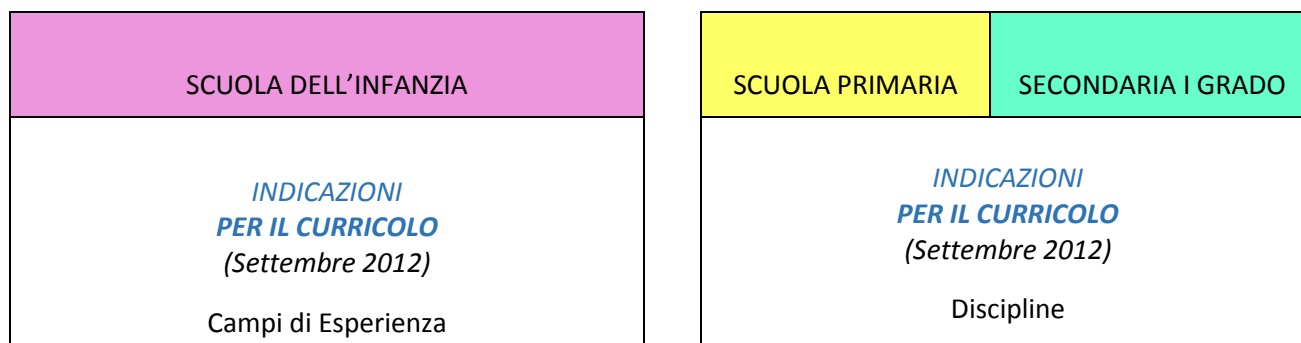 SCUOLA DELL’INFANZIA
INDICAZIONI
PER IL CURRICOLO
(Settembre 2012)
Campi di Esperienza
SCUOLA PRIMARIA
SECONDARIA I GRADO
INDICAZIONI
PER IL CURRICOLO
(Settembre 2012)
Discipline